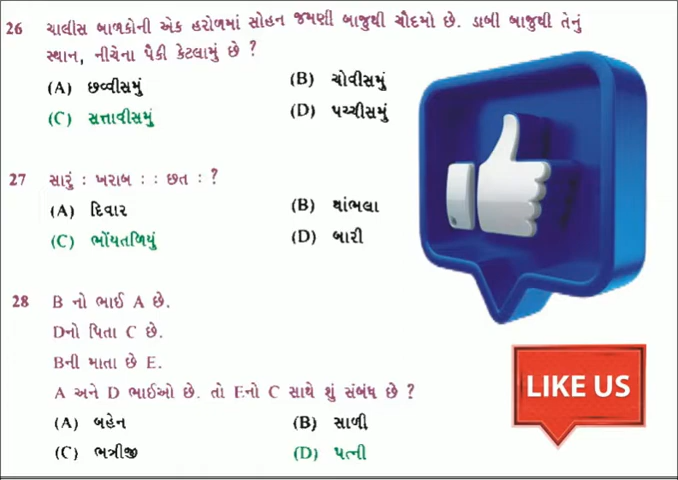 26 ચાલીસ બાળકોની એક હરોળમાં સોહન જમણી બાજુથી ચૌદમો છે. ડાબી બાજુથી તેનું
સ્થાન, નીચેના પૈકી કેટલામું છે ?
(A) છવ્વીસમું (B) ચોવીસમું
(C) સત્તાવીસમું (D) પચ્ચીસમું
27 સારું : ખરાબ : : છત : ?
(A) દિવાર (B) થાંભલા
(C) ભોંયતળિયું (D) બારી
28 B નો ભાઈ A છે.
Dનો પિતા C છે.
Bની માતા છે E.
A અને D ભાઈઓ છે. તો Eનો C સાથે શું સંબંધ છે ?
(A) બહેન (B) સાળી
(C) ભત્રીજી (D) પત્ની
LIKE US